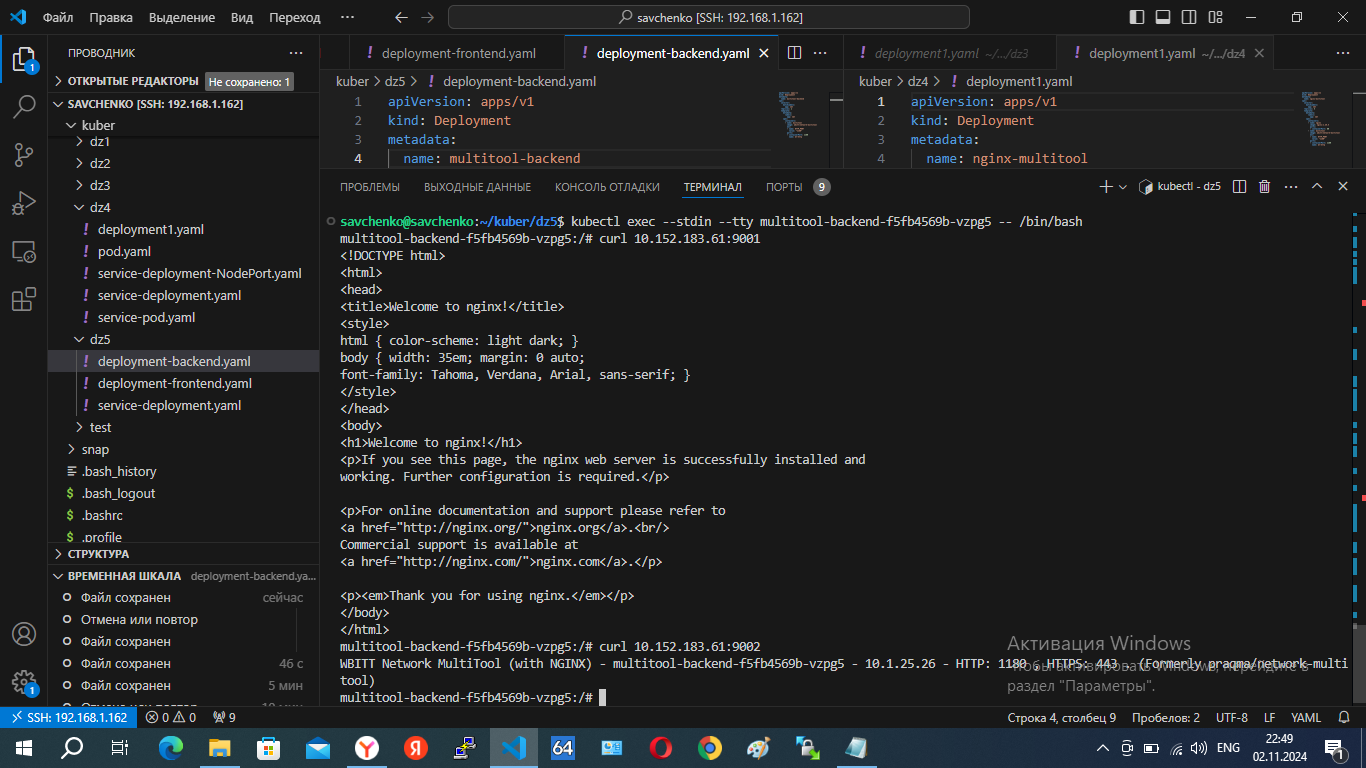 Файл Правка Выделение Вид Переход ··· savchenko [SSH: 192.168.1.162]
ПРОВОДНИК ···
ОТКРЫТЫЕ РЕДАКТОРЫ Не сохранено: 1
SAVCHENKO [SSH: 192.168.1.162]
kuber
dz1
dz2
dz3
dz4
! deployment1.yaml
! pod.yaml
! service-deployment-NodePort.yaml
! service-deployment.yaml
! service-pod.yaml
dz5
! deployment-backend.yaml
! deployment-frontend.yaml
! service-deployment.yaml
test
snap
.bash_history
$ .bash_logout
$ .bashrc
$ .profile
СТРУКТУРА
ВРЕМЕННАЯ ШКАЛА deployment-backend.ya...
Файл сохранен сейчас
Отмена или повтор
Файл сохранен
Файл сохранен 46 с
Файл сохранен 5 мин
! deployment-frontend.yaml ! deployment-backend.yaml ···
kuber > dz5 > ! deployment-backend.yaml
1 apiVersion: apps/v1
2 kind: Deployment
3 metadata:
4 name: multitool-backend
! deployment1.yaml ~/.../dz3 ! deployment1.yaml ~/.../dz4 ···
kuber > dz4 > ! deployment1.yaml
1 apiVersion: apps/v1
2 kind: Deployment
3 metadata:
4 name: nginx-multitool
ПРОБЛЕМЫ ВЫХОДНЫЕ ДАННЫЕ КОНСОЛЬ ОТЛАДКИ ТЕРМИНАЛ ПОРТЫ 9 kubectl - dz5 ···
savchenko@savchenko:~/kuber/dz5$ kubectl exec --stdin --tty multitool-backend-f5fb4569b-vzpg5 -- /bin/bash
multitool-backend-f5fb4569b-vzpg5:/# curl 10.152.183.61:9001
<!DOCTYPE html>
<html>
<head>
<title>Welcome to nginx!</title>
<style>
html { color-scheme: light dark; }
body { width: 35em; margin: 0 auto;
font-family: Tahoma, Verdana, Arial, sans-serif; }
</style>
</head>
<body>
<h1>Welcome to nginx!</h1>
<p>If you see this page, the nginx web server is successfully installed and
working. Further configuration is required.</p>
<p>For online documentation and support please refer to
<a href="http://nginx.org/">nginx.org</a>.<br/>
Commercial support is available at
<a href="http://nginx.com/">nginx.com</a>.</p>
<p><em>Thank you for using nginx.</em></p>
</body>
</html>
multitool-backend-f5fb4569b-vzpg5:/# curl 10.152.183.61:9002
WBITT Network MultiTool (with NGINX) - multitool-backend-f5fb4569b-vzpg5 - 10.1.25.26 - HTTP: 1180 , HTTPS: 443 . (Formerly praqma/network-multi
tool)
multitool-backend-f5fb4569b-vzpg5:/#
Активация Windows
Чтобы активировать Windows, перейдите в
раздел "Параметры".
1
1
SSH: 192.168.1.162 0 0 9 Строка 4, столбец 9 Пробелов: 2 UTF-8 LF YAML
64 ENG 22:49
02.11.2024 1